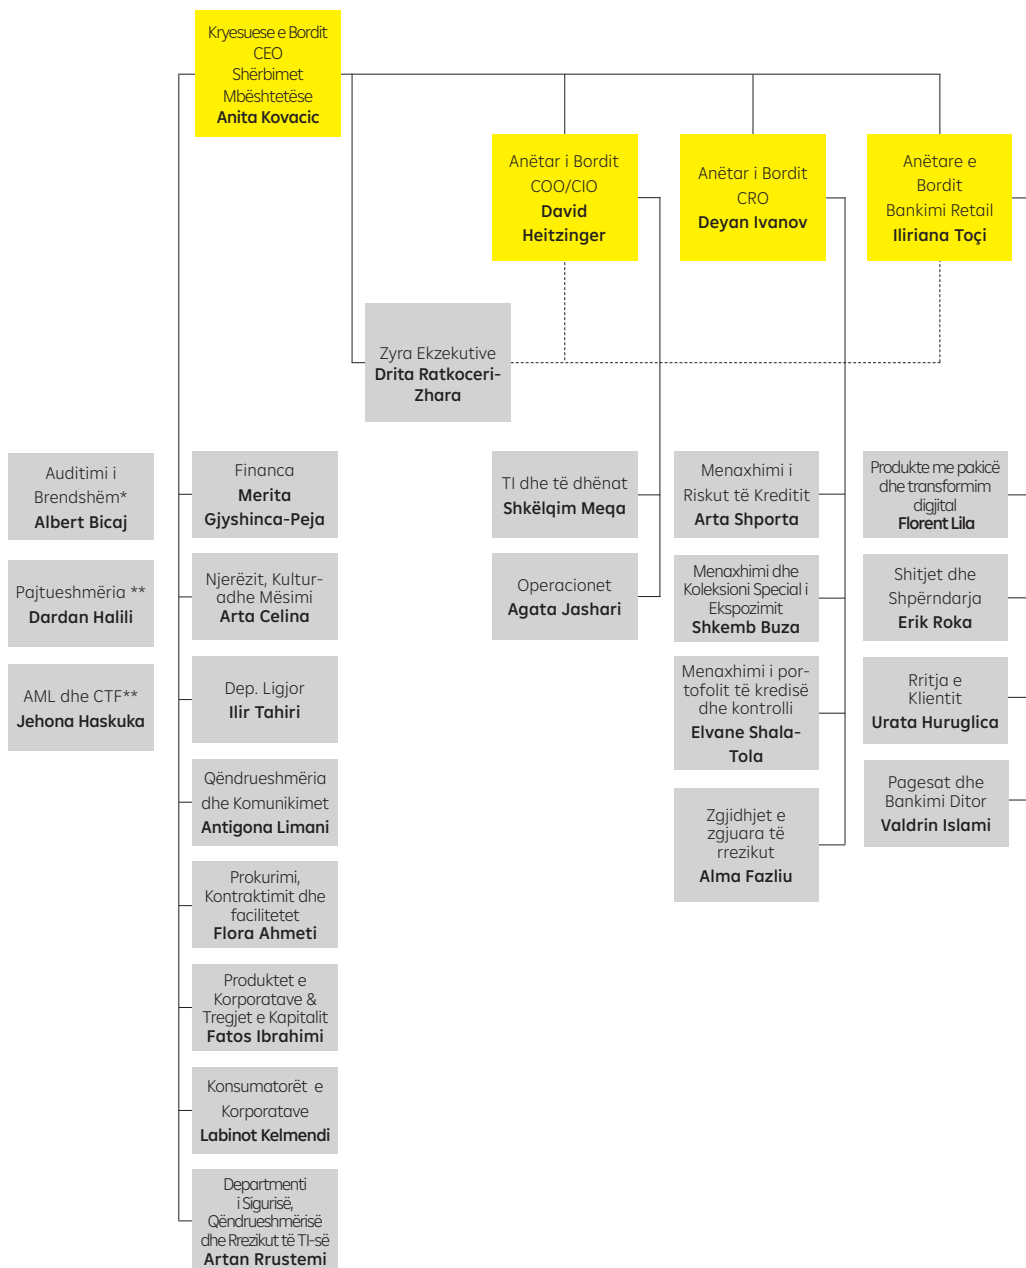 Kryesuese e Bordit
CEO
Shërbimet
Mbështetëse
Anita Kovacic
Anëtar i Bordit
COO/CIO
David
Heitzinger
Anëtar i Bordit
CRO
Deyan Ivanov
Anëtare e
Bordit
Bankimi Retail
Iliriana Toçi
Zyra Ekzekutive
Drita Ratkoceri-
Zhara
Auditimi i
Brendshëm*
Albert Bicaj
Pajtueshmëria **
Dardan Halili
AML dhe CTF**
Jehona Haskuka
Financa
Merita
Gjyshinca-Peja
Njerëzit, Kultur-
adhe Mësimi
Arta Celina
Dep. Ligjor
Ilir Tahiri
Qëndrueshmëria
dhe Komunikimet
Antigona Limani
Prokurimi,
Kontraktimit dhe
facilitetet
Flora Ahmeti
Produktet e
Korporatave &
Tregjet e Kapitalit
Fatos Ibrahimi
Konsumatorët e
Korporatave
Labinot Kelmendi
Departmenti
i Sigurisë,
Qëndrueshmërisë
dhe Rrezikut të TI-së
Artan Rrustemi
TI dhe të dhënat
Shkëlqim Meqa
Operacionet
Agata Jashari
Menaxhimi i
Riskut të Kreditit
Arta Shporta
Menaxhimi dhe
Koleksioni Special i
Ekspozimit
Shkemb Buza
Menaxhimi i por-
tofolit të kredisë
dhe kontrolli
Elvane Shala-
Tola
Zgjidhjet e
zgjuara të
rrezikut
Alma Fazliu
Produkte me pakicë
dhe transformim
digjital
Florent Lila
Shitjet dhe
Shpërndarja
Erik Roka
Rritja e
Klientit
Urata Huruglica
Pagesat dhe
Bankimi Ditor
Valdrin Islami